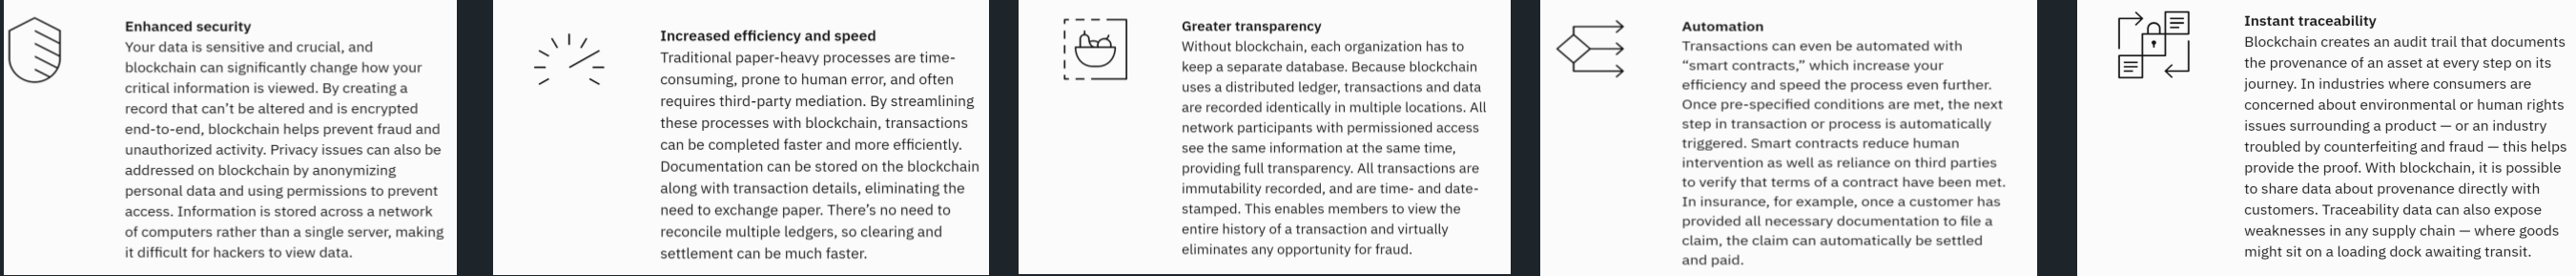 Enhanced security
Your data is sensitive and crucial, and
blockchain can significantly change how your
critical information is viewed. By creating a
record that can’t be altered and is encrypted
end-to-end, blockchain helps prevent fraud and
unauthorized activity. Privacy issues can also be
addressed on blockchain by anonymizing
personal data and using permissions to prevent
access. Information is stored across a network
of computers rather than a single server, making
it difficult for hackers to view data.
Increased efficiency and speed
Traditional paper-heavy processes are time-
consuming, prone to human error, and often
requires third-party mediation. By streamlining
these processes with blockchain, transactions
can be completed faster and more efficiently.
Documentation can be stored on the blockchain
along with transaction details, eliminating the
need to exchange paper. There’s no need to
reconcile multiple ledgers, so clearing and
settlement can be much faster.
Greater transparency
Without blockchain, each organization has to
keep a separate database. Because blockchain
uses a distributed ledger, transactions and data
are recorded identically in multiple locations. All
network participants with permissioned access
see the same information at the same time,
providing full transparency. All transactions are
immutability recorded, and are time- and date-
stamped. This enables members to view the
entire history of a transaction and virtually
eliminates any opportunity for fraud.
Automation
Transactions can even be automated with
“smart contracts,” which increase your
efficiency and speed the process even further.
Once pre-specified conditions are met, the next
step in transaction or process is automatically
triggered. Smart contracts reduce human
intervention as well as reliance on third parties
to verify that terms of a contract have been met.
In insurance, for example, once a customer has
provided all necessary documentation to file a
claim, the claim can automatically be settled
and paid.
Instant traceability
Blockchain creates an audit trail that documents
the provenance of an asset at every step on its
journey. In industries where consumers are
concerned about environmental or human rights
issues surrounding a product — or an industry
troubled by counterfeiting and fraud — this helps
provide the proof. With blockchain, it is possible
to share data about provenance directly with
customers. Traceability data can also expose
weaknesses in any supply chain — where goods
might sit on a loading dock awaiting transit.